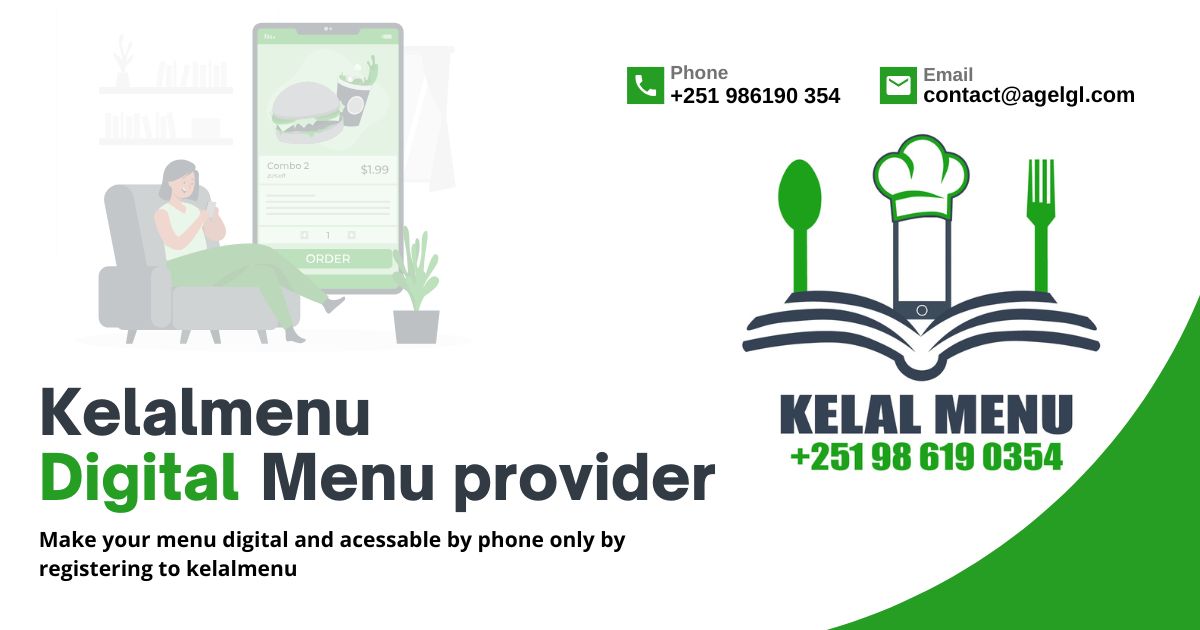 Phone
+251 986190 354
Email
contact@agelgl.com
Combo 2
$1.99
1
ORDER
KELAL MENU
+251 98 619 0354
Kelalmenu
Digital Menu provider
Make your menu digital and acessable by phone only by
registering to kelalmenu